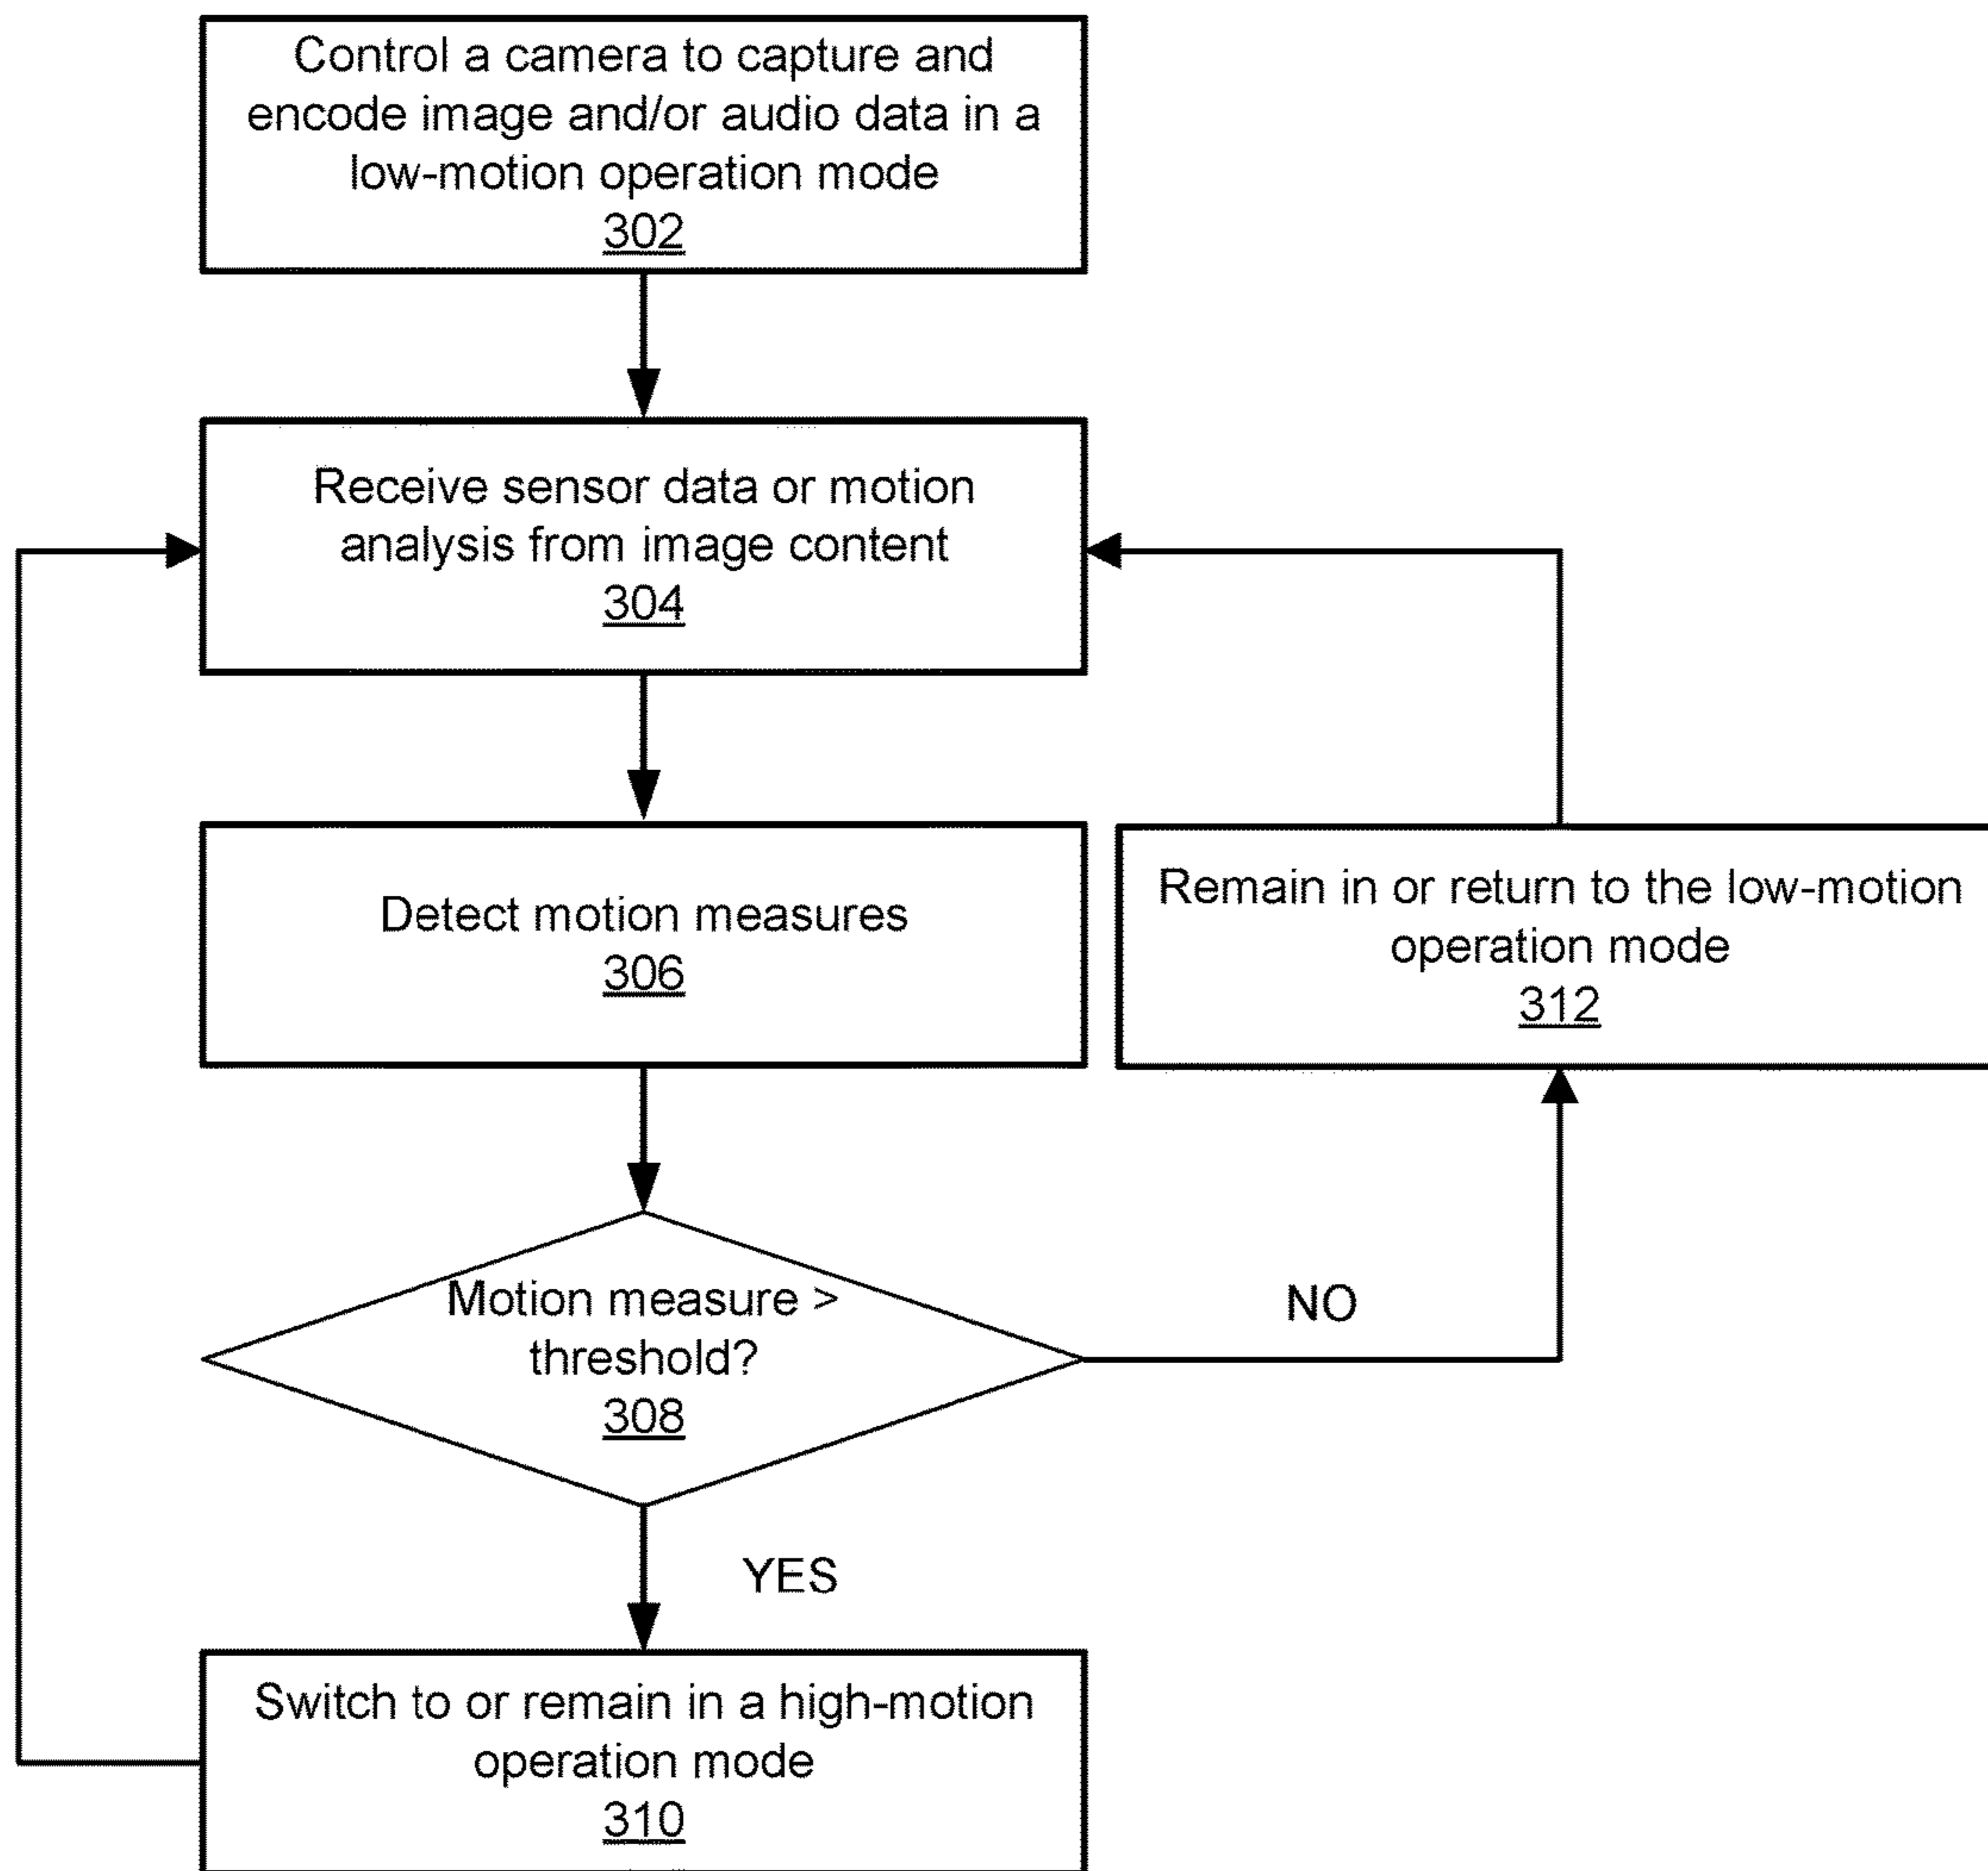 Control a camera to capture and
encode image and/or audio data in a
low-motion operation mode
302
Receive sensor data or motion
analysis from image content
304
Detect motion measures
306
Remain in or return to the low-motion
operation mode
312
Motion measure >
threshold?
308
NO
YES
Switch to or remain in a high-motion
operation mode
310